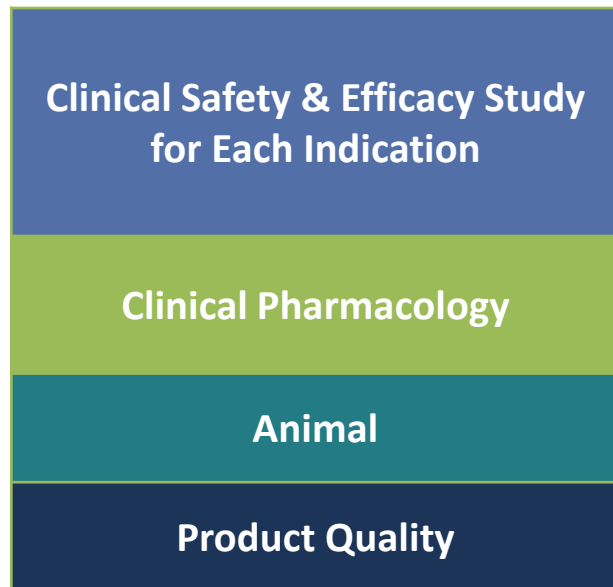 Clinical Safety & Efficacy Study
for Each Indication
Clinical Pharmacology
Animal
Product Quality